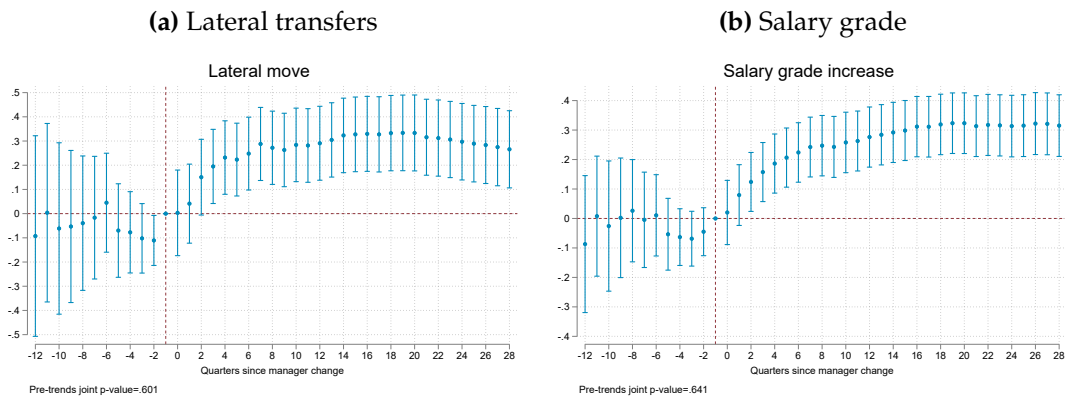 (a) Lateral transfers
Lateral move
.5
.4
.3
.2
.1
0
-.1
-.2
-.3
-.4
-.5
-12 -10 -8 -6 -4 -2 0 2 4 6 8 10 12 14 16 18 20 22 24 26 28
Quarters since manager change
Pre-trends joint p-value=.601
(b) Salary grade
Salary grade increase
.4
.3
.2
.1
0
-.1
-.2
-.3
-.4
-12 -10 -8 -6 -4 -2 0 2 4 6 8 10 12 14 16 18 20 22 24 26 28
Quarters since manager change
Pre-trends joint p-value=.641